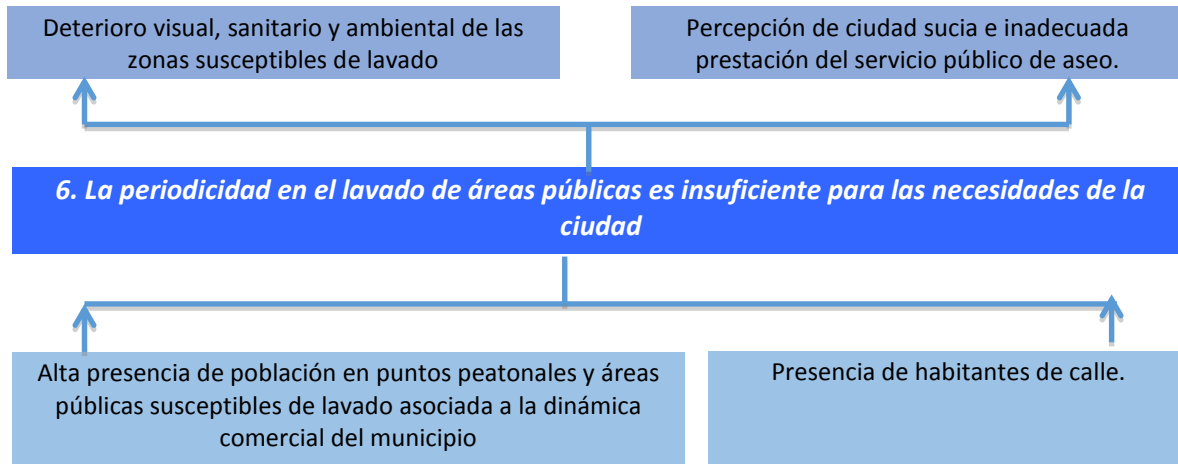 Deterioro visual, sanitario y ambiental de las
zonas susceptibles de lavado
Percepción de ciudad sucia e inadecuada
prestación del servicio público de aseo.
6. La periodicidad en el lavado de áreas públicas es insuficiente para las necesidades de la
ciudad
Alta presencia de población en puntos peatonales y áreas
públicas susceptibles de lavado asociada a la dinámica
comercial del municipio
Presencia de habitantes de calle.